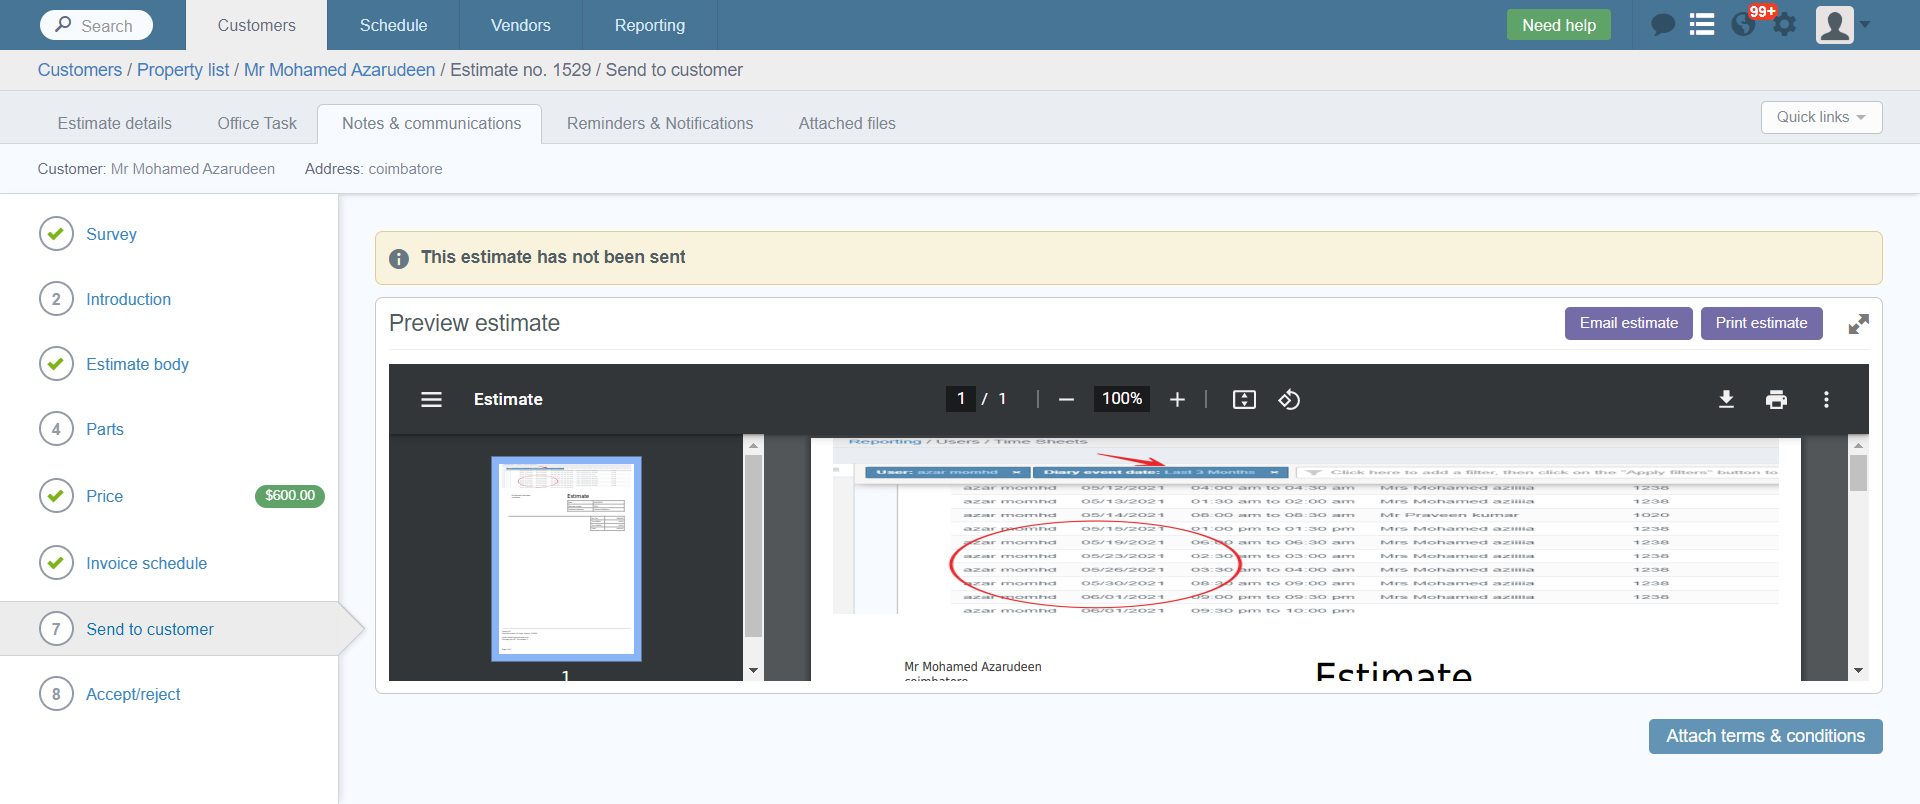 Search
Customers
Schedule
Vendors
Reporting
Need help
99+
Customers / Property list / Mr Mohamed Azarudeen / Estimate no. 1529 / Send to customer
Estimate details
Office Task
Notes & communications
Reminders & Notifications
Attached files
Quick links
Customer: Mr Mohamed Azarudeen Address: coimbatore
Survey
2 Introduction
Estimate body
4 Parts
Price $600.00
Invoice schedule
7 Send to customer
8 Accept/reject
This estimate has not been sent
Preview estimate
Email estimate
Print estimate
Estimate
1 / 1
100%
Estimate
1
Reporting / Users / Time Sheets
User: azar momhd × Diary event date: Last 3 Months × Click here to add a filter, then click on the "Apply filters" button to
azar momhd 05/12/2021 04:00 am to 04:30 am Mrs Mohamed aziiiia 1238
azar momhd 05/13/2021 01:30 am to 02:00 am Mrs Mohamed aziiiia 1238
azar momhd 05/14/2021 08:00 am to 08:30 am Mr Praveen kumar 1020
azar momhd 05/15/2021 01:00 pm to 01:30 pm Mrs Mohamed aziiiia 1238
azar momhd 05/19/2021 06:00 am to 06:30 am Mrs Mohamed aziiiia 1238
azar momhd 05/23/2021 02:30 am to 03:00 am Mrs Mohamed aziiiia 1238
azar momhd 05/26/2021 03:30 am to 04:00 am Mrs Mohamed aziiiia 1238
azar momhd 05/30/2021 08:30 am to 09:00 am Mrs Mohamed aziiiia 1238
azar momhd 06/01/2021 09:00 pm to 09:30 pm Mrs Mohamed aziiiia 1238
azar momhd 06/01/2021 09:30 pm to 10:00 pm
Mr Mohamed Azarudeen
coimbatore
Estimate
Attach terms & conditions